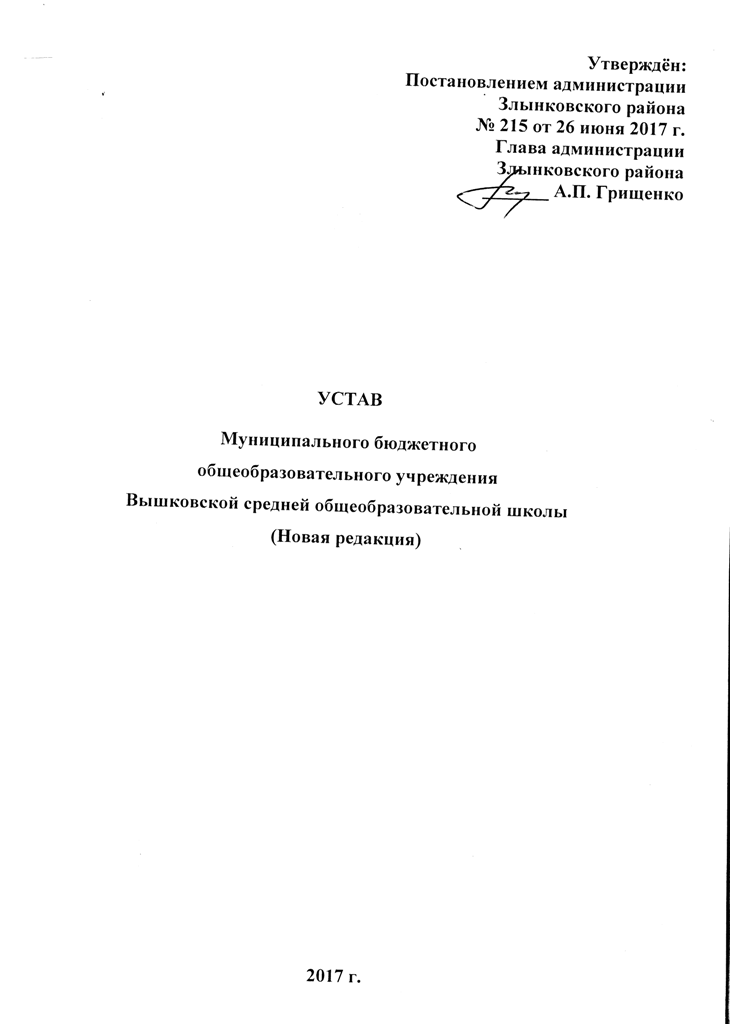 Утверждён:
Постановлением администрации
Злынковского района
№ 215 от 26 июня 2017 г.
Глава администрации
Злынковского района
А.П. Грищенко
УСТАВ
Муниципального бюджетного
общеобразовательного учреждения
Вышковской средней общеобразовательной школы
(Новая редакция)
2017 г.